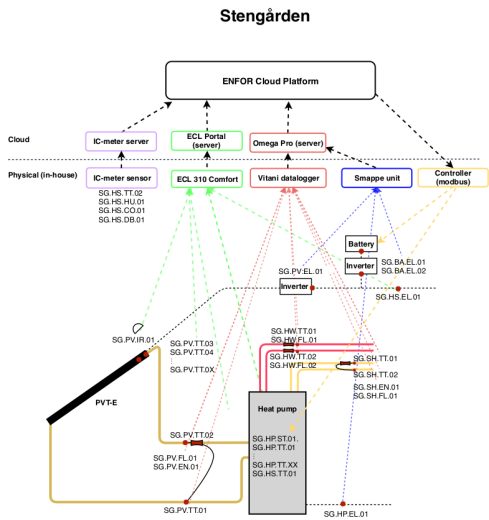 Stengården
ENFOR Cloud Platform
Cloud
IC-meter server
ECL Portal
(server)
Omega Pro (server)
Physical (in-house)
IC-meter sensor
ECL 310 Comfort
Vitani datalogger
Smappe unit
Controller
(modbus)
SG.HS.TT.02
SG.HS.HU.01
SG.HS.CO.01
SG.HS.DB.01
Battery
Inverter
SG.BA.EL.01
SG.BA.EL.02
SG.PV.EL.01
Inverter
SG.HS.EL.01
SG.PV.IR.01
SG.PV.TT.03
SG.PV.TT.04
SG.PV.TT.0X
SG.HW.TT.01
SG.HW.FL.01
SG.HW.TT.02
SG.HW.FL.02
SG.SH.TT.01
SG.SH.TT.02
SG.SH.EN.01
SG.SH.FL.01
PVT-E
Heat pump
SG.PV.TT.02
SG.PV.FL.01
SG.PV.EN.01
SG.HP.ST.01.
SG.HP.TT.01
SG.HP.TT.XX
SG.HS.TT.01
SG.PV.TT.01
SG.HP.EL.01